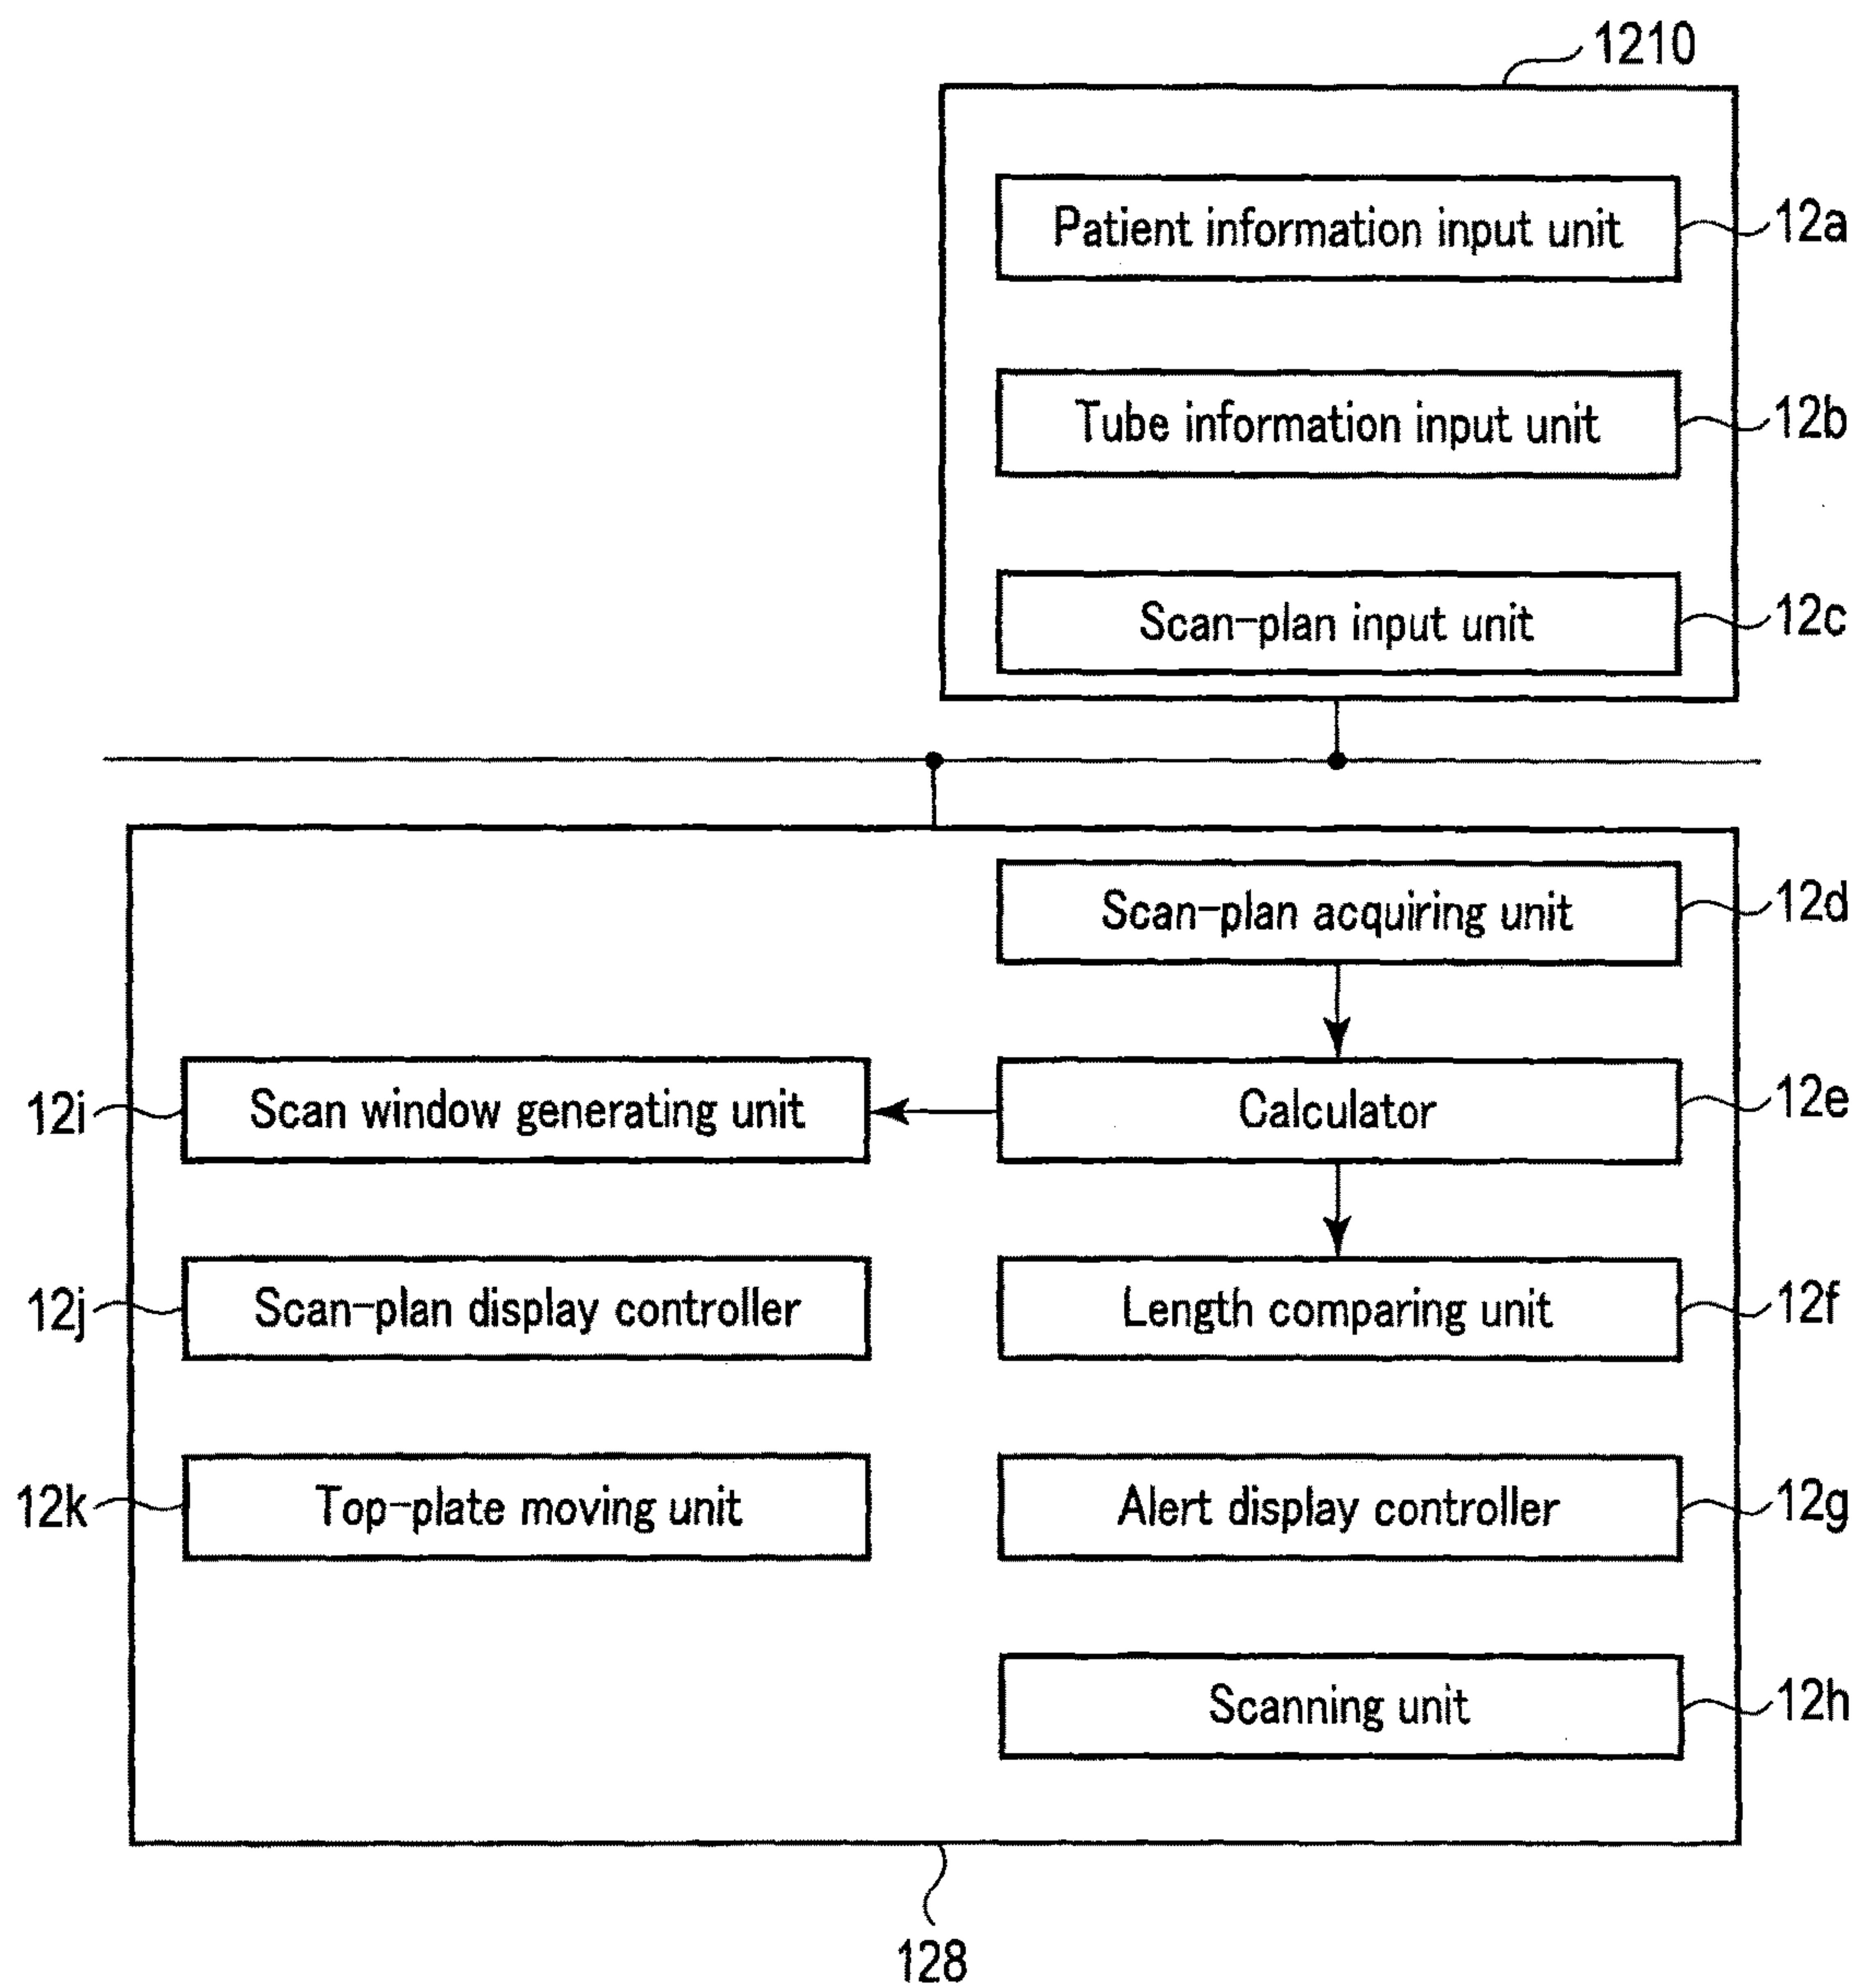 1210
Patient information input unit
12a
Tube information input unit
12b
Scan-plan input unit
12c
Scan-plan acquiring unit
12d
12i
Scan window generating unit
Calculator
12e
12j
Scan-plan display controller
Length comparing unit
12f
12k
Top-plate moving unit
Alert display controller
12g
Scanning unit
12h
128